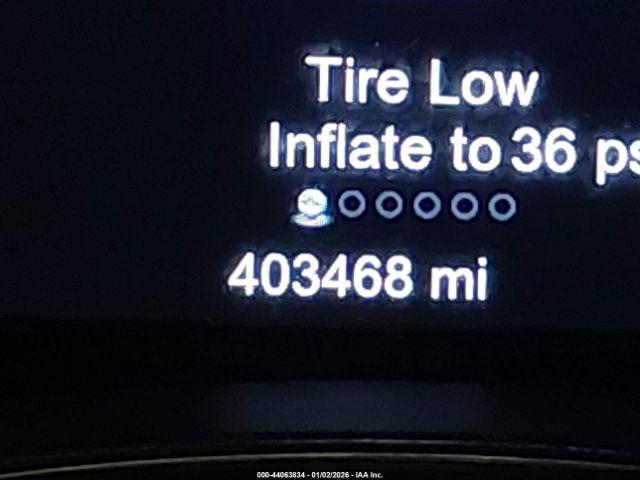 Tire Low
Inflate to 36 ps
403468 mi
000-44063834 - 01/02/2026 - IAA Inc.